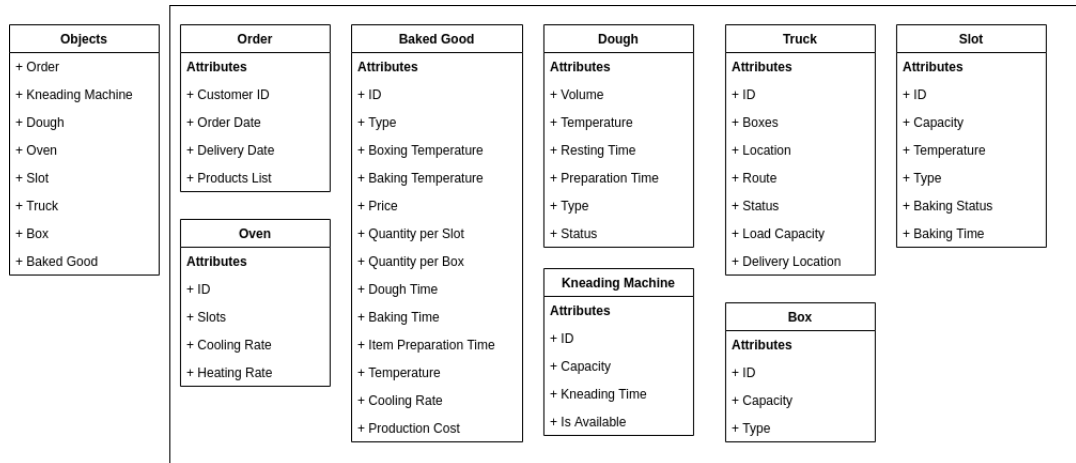 Objects
+ Order
+ Kneading Machine
+ Dough
+ Oven
+ Slot
+ Truck
+ Box
+ Baked Good
Order
Attributes
+ Customer ID
+ Order Date
+ Delivery Date
+ Products List
Oven
Attributes
+ ID
+ Slots
+ Cooling Rate
+ Heating Rate
Baked Good
Attributes
+ ID
+ Type
+ Boxing Temperature
+ Baking Temperature
+ Price
+ Quantity per Slot
+ Quantity per Box
+ Dough Time
+ Baking Time
+ Item Preparation Time
+ Temperature
+ Cooling Rate
+ Production Cost
Dough
Attributes
+ Volume
+ Temperature
+ Resting Time
+ Preparation Time
+ Type
+ Status
Kneading Machine
Attributes
+ ID
+ Capacity
+ Kneading Time
+ Is Available
Truck
Attributes
+ ID
+ Boxes
+ Location
+ Route
+ Status
+ Load Capacity
+ Delivery Location
Box
Attributes
+ ID
+ Capacity
+ Type
Slot
Attributes
+ ID
+ Capacity
+ Temperature
+ Type
+ Baking Status
+ Baking Time